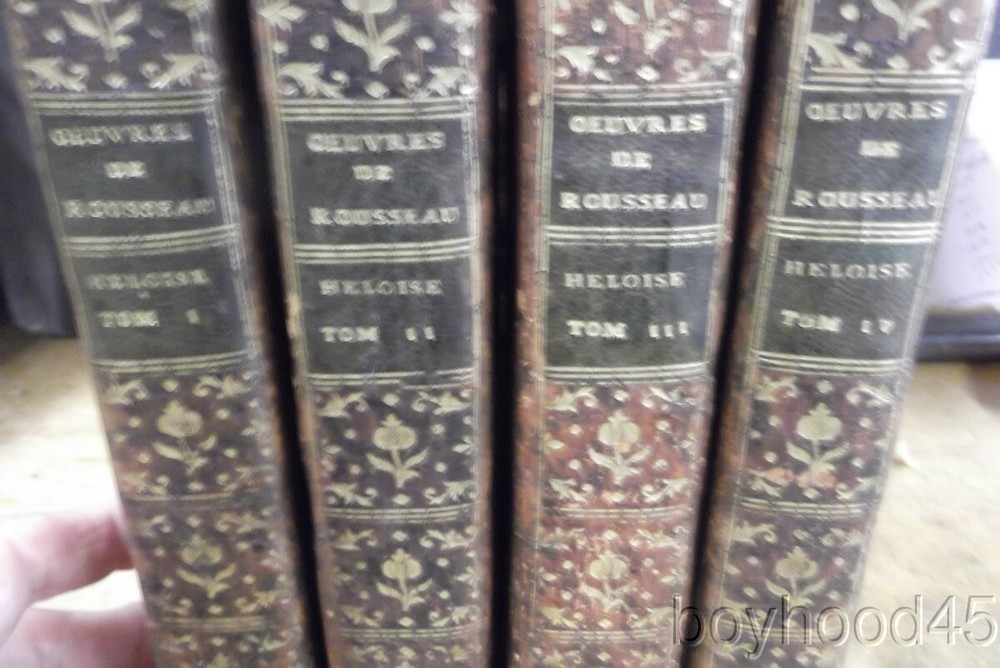 OEUVRES
DE
ROUSSEAU
HELOISE
TOM I
OEUVRES
DE
ROUSSEAU
HELOISE
TOM II
OEUVRES
DE
ROUSSEAU
HELOISE
TOM III
OEUVRES
DE
ROUSSEAU
HELOISE
TOM IV
boyhood45